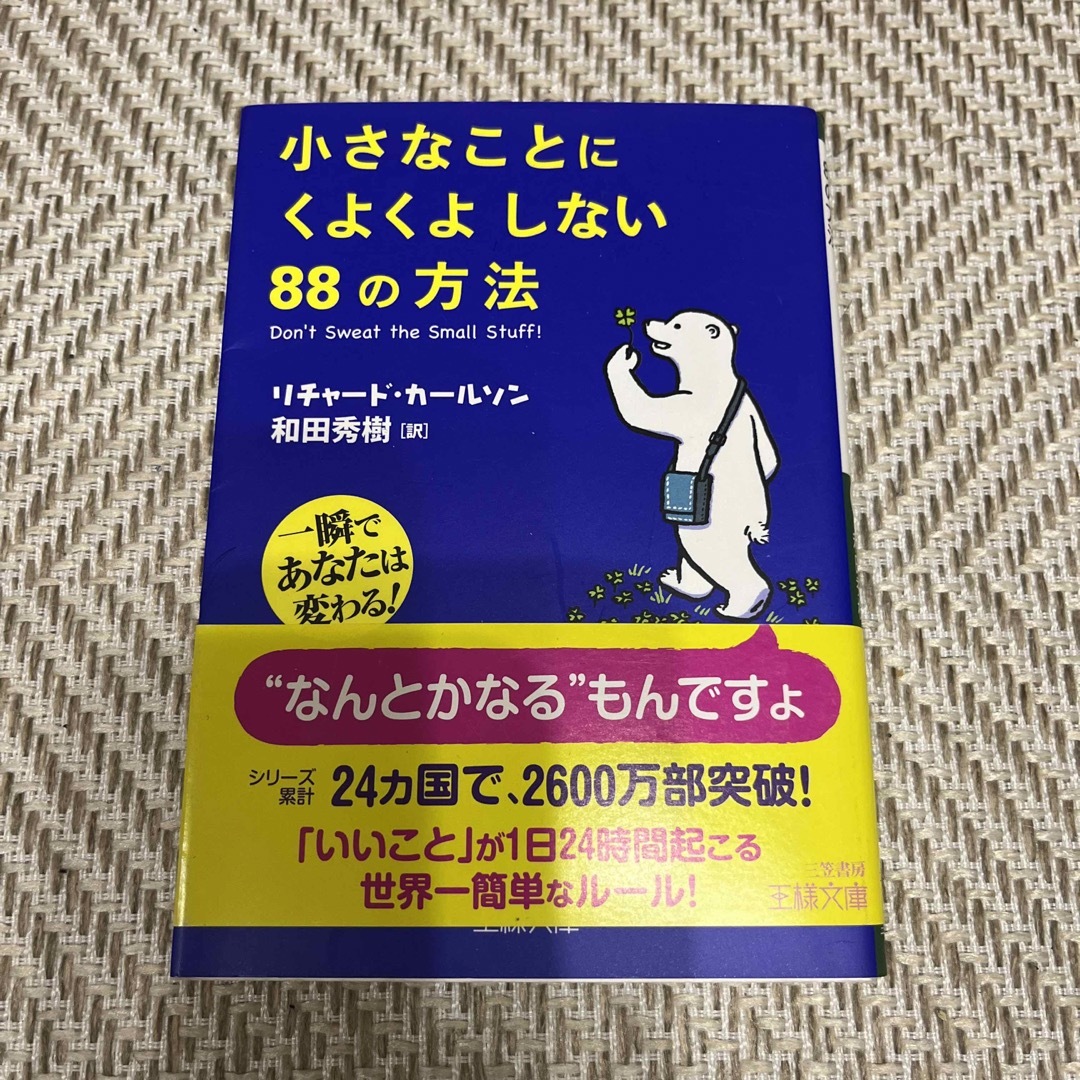 小さなことに
くよくよしない
88の方法
Don't Sweat the Small Stuff!
リチャード・カールソン
和田秀樹[訳]
一瞬で
あなたは
変わる!
“なんとかなる”もんですよ
シリーズ
累計
24ヵ国で、2600万部突破!
「いいこと」が1日24時間起こる
世界一簡単なルール!
三笠書房
王様文庫
王様文庫